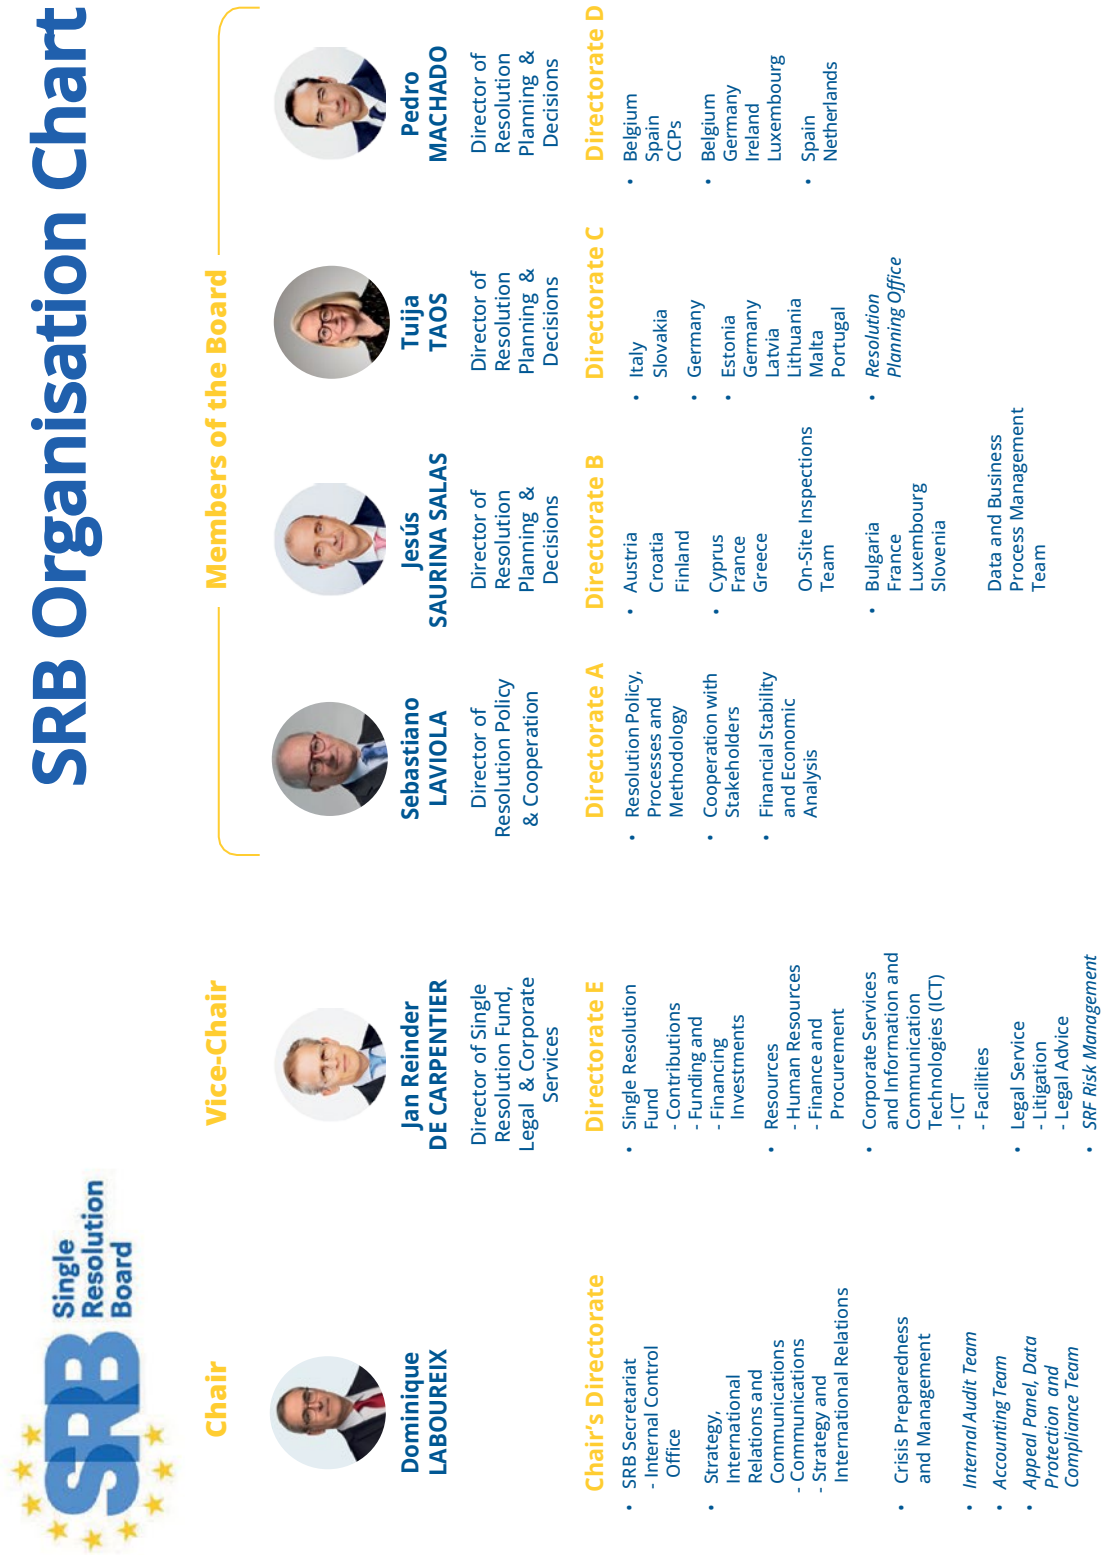 SRB
Single
Resolution
Board
SRB Organisation Chart
Chair
Dominique
LABOUREIX
Chair's Directorate
• SRB Secretariat
- Internal Control
Office
• Strategy,
International
Relations and
Communications
- Communications
- Strategy and
International Relations
• Crisis Preparedness
and Management
• Internal Audit Team
• Accounting Team
• Appeal Panel, Data
Protection and
Compliance Team
Vice-Chair
Jan Reinder
DE CARPENTIER
Director of Single
Resolution Fund,
Legal & Corporate
Services
Directorate E
• Single Resolution
Fund
- Contributions
- Funding and
- Financing
Investments
• Resources
- Human Resources
- Finance and
Procurement
• Corporate Services
and Information and
Communication
Technologies (ICT)
- ICT
- Facilities
• Legal Service
- Litigation
- Legal Advice
• SRF Risk Management
Members of the Board
Sebastiano
LAVIOLA
Director of
Resolution Policy
& Cooperation
Directorate A
• Resolution Policy,
Processes and
Methodology
• Cooperation with
Stakeholders
• Financial Stability
and Economic
Analysis
Jesús
SAURINA SALAS
Director of
Resolution
Planning &
Decisions
Directorate B
• Austria
Croatia
Finland
• Cyprus
France
Greece
On-Site Inspections
Team
• Bulgaria
France
Luxembourg
Slovenia
Data and Business
Process Management
Team
Tuija
TAOS
Director of
Resolution
Planning &
Decisions
Directorate C
• Italy
Slovakia
• Germany
• Estonia
Germany
Latvia
Lithuania
Malta
Portugal
• Resolution
Planning Office
Pedro
MACHADO
Director of
Resolution
Planning &
Decisions
Directorate D
• Belgium
Spain
CCPs
• Belgium
Germany
Ireland
Luxembourg
• Spain
Netherlands